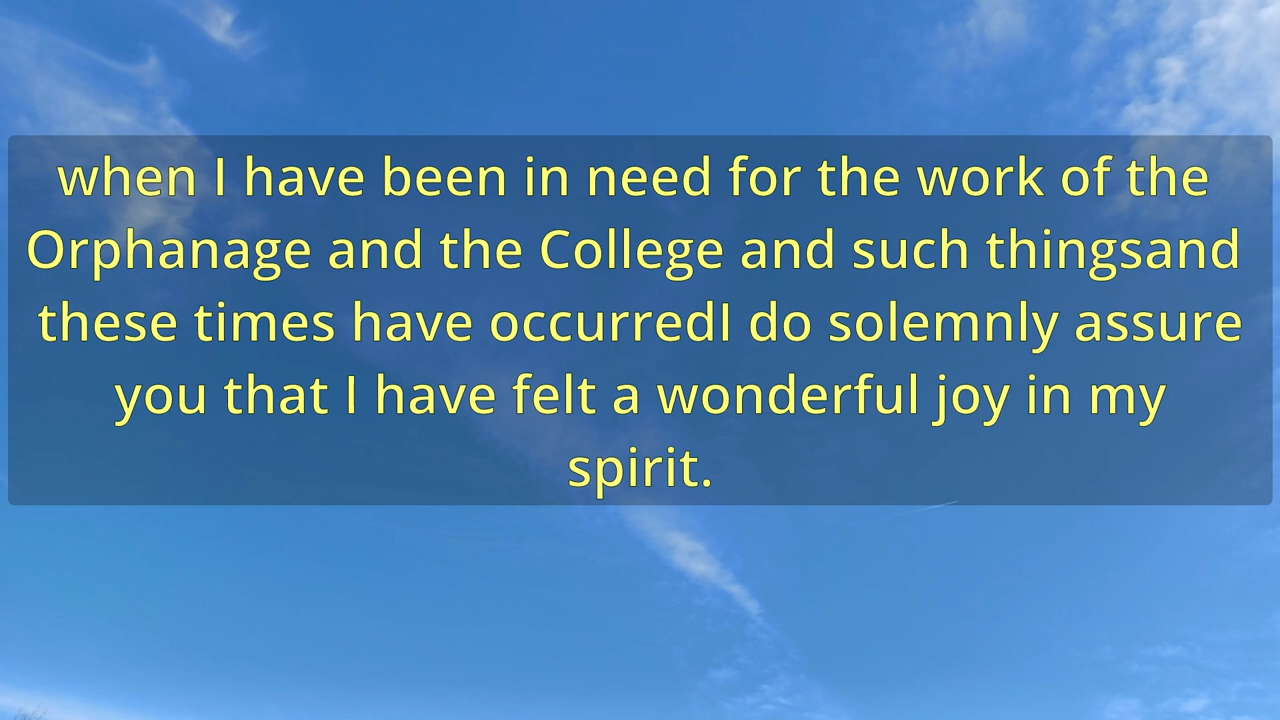 when I have been in need for the work of the
Orphanage and the College and such thingsand
these times have occurredI do solemnly assure
you that I have felt a wonderful joy in my
spirit.